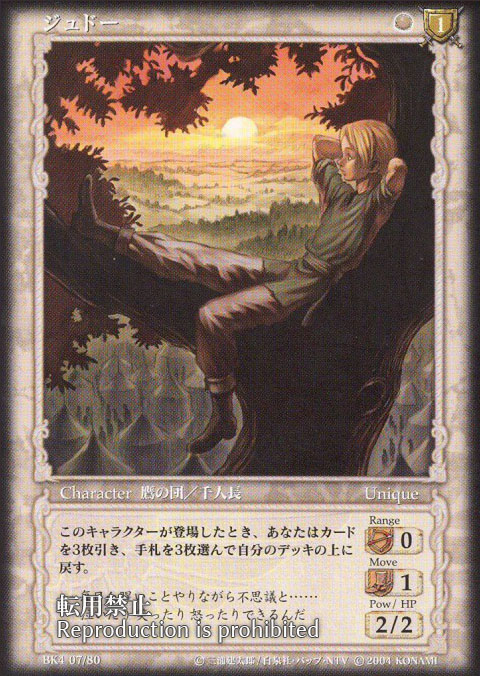 ジュドー
1
Character 鷹の団／千人長
Unique
このキャラクターが登場したとき、あなたはカード
を3枚引き、手札を3枚選んで自分のデッキの上に
戻す。
Range
0
Move
1
Pow/ HP
2/2
ことやりながら不思議と……
ったり怒ったりできるんだ
転用禁止
Reproduction is prohibited
BK4 07/80
© 三浦建太郎／白泉社・バップ・NTV © 2004 KONAMI